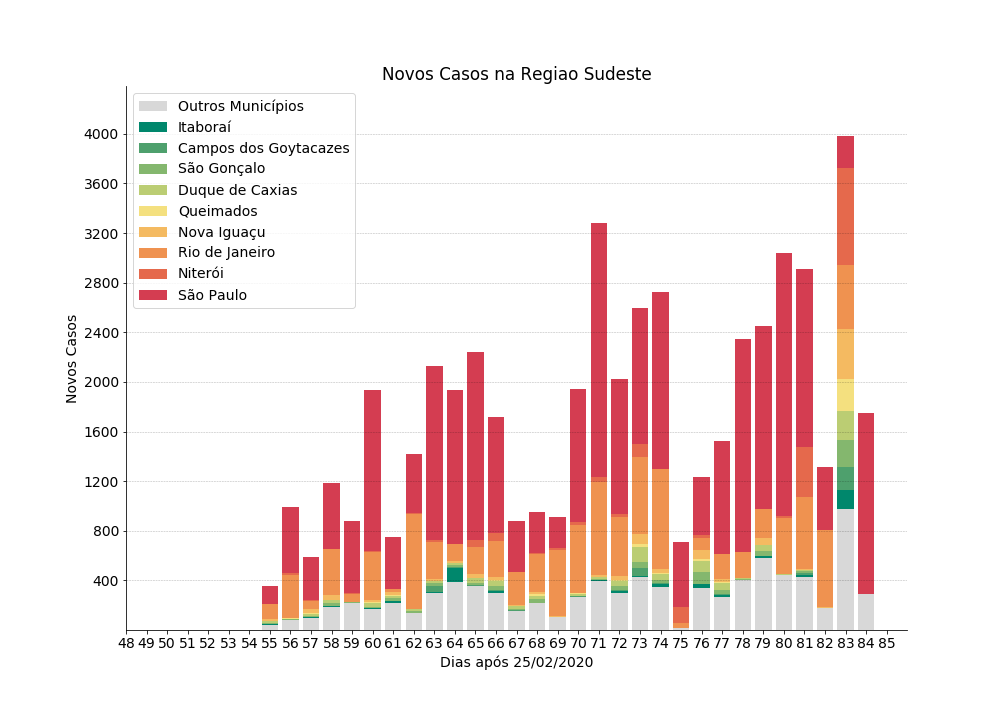 Novos Casos na Regiao Sudeste
Outros Municípios
Itaboraí
Campos dos Goytacazes
São Gonçalo
Duque de Caxias
Queimados
Nova Iguaçu
Rio de Janeiro
Niterói
São Paulo
4000
3600
3200
2800
2400
2000
1600
1200
800
400
Novos Casos
48 49 50 51 52 53 54 55 56 57 58 59 60 61 62 63 64 65 66 67 68 69 70 71 72 73 74 75 76 77 78 79 80 81 82 83 84 85
Dias após 25/02/2020